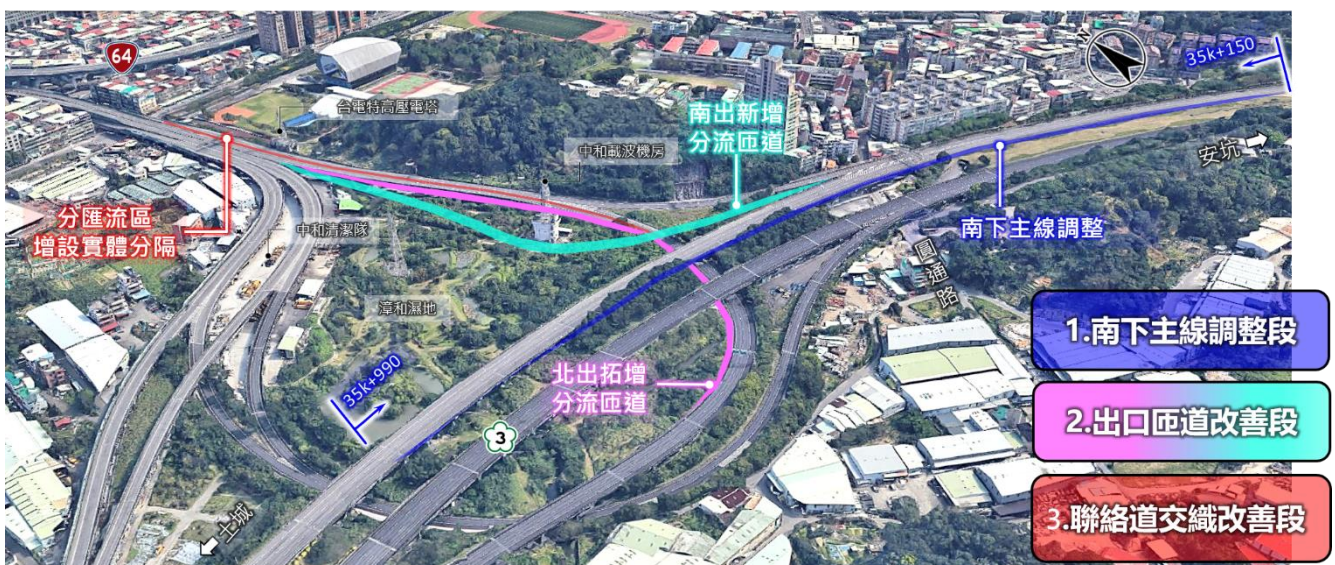 64
N
35k+150
台電特高壓電塔
南出新增
分流匝道
中和載波機房
安坑
分匯流區
增設實體分隔
中和清潔隊
南下主線調整
圓通路
漳和濕地
35k+990
北出拓增
分流匝道
3
土城
1.南下主線調整段
2.出口匝道改善段
3.聯絡道交織改善段